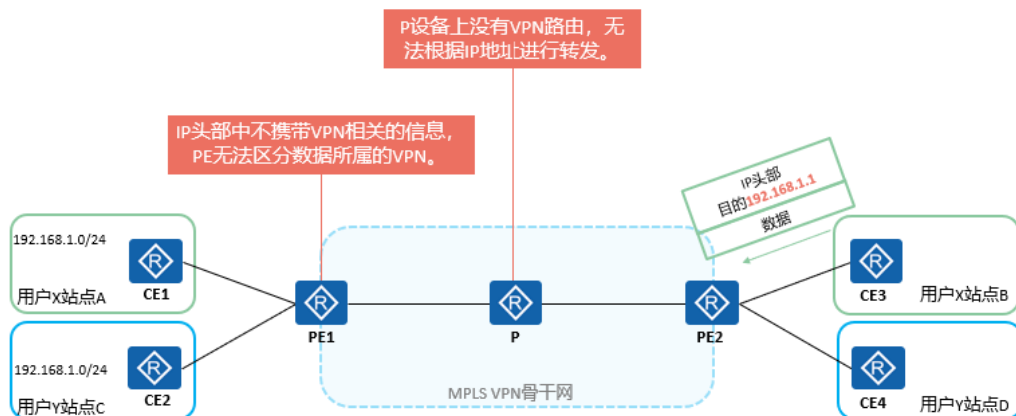 P设备上没有VPN路由，无
法根据IP地址进行转发。
IP头部中不携带VPN相关的信息，
PE无法区分数据所属的VPN。
IP头部
目的192.168.1.1
数据
192.168.1.0/24
R
CE1
用户X站点A
R
CE3
用户X站点B
R
PE1
R
P
R
PE2
192.168.1.0/24
R
CE2
用户Y站点C
R
CE4
用户Y站点D
MPLS VPN骨干网